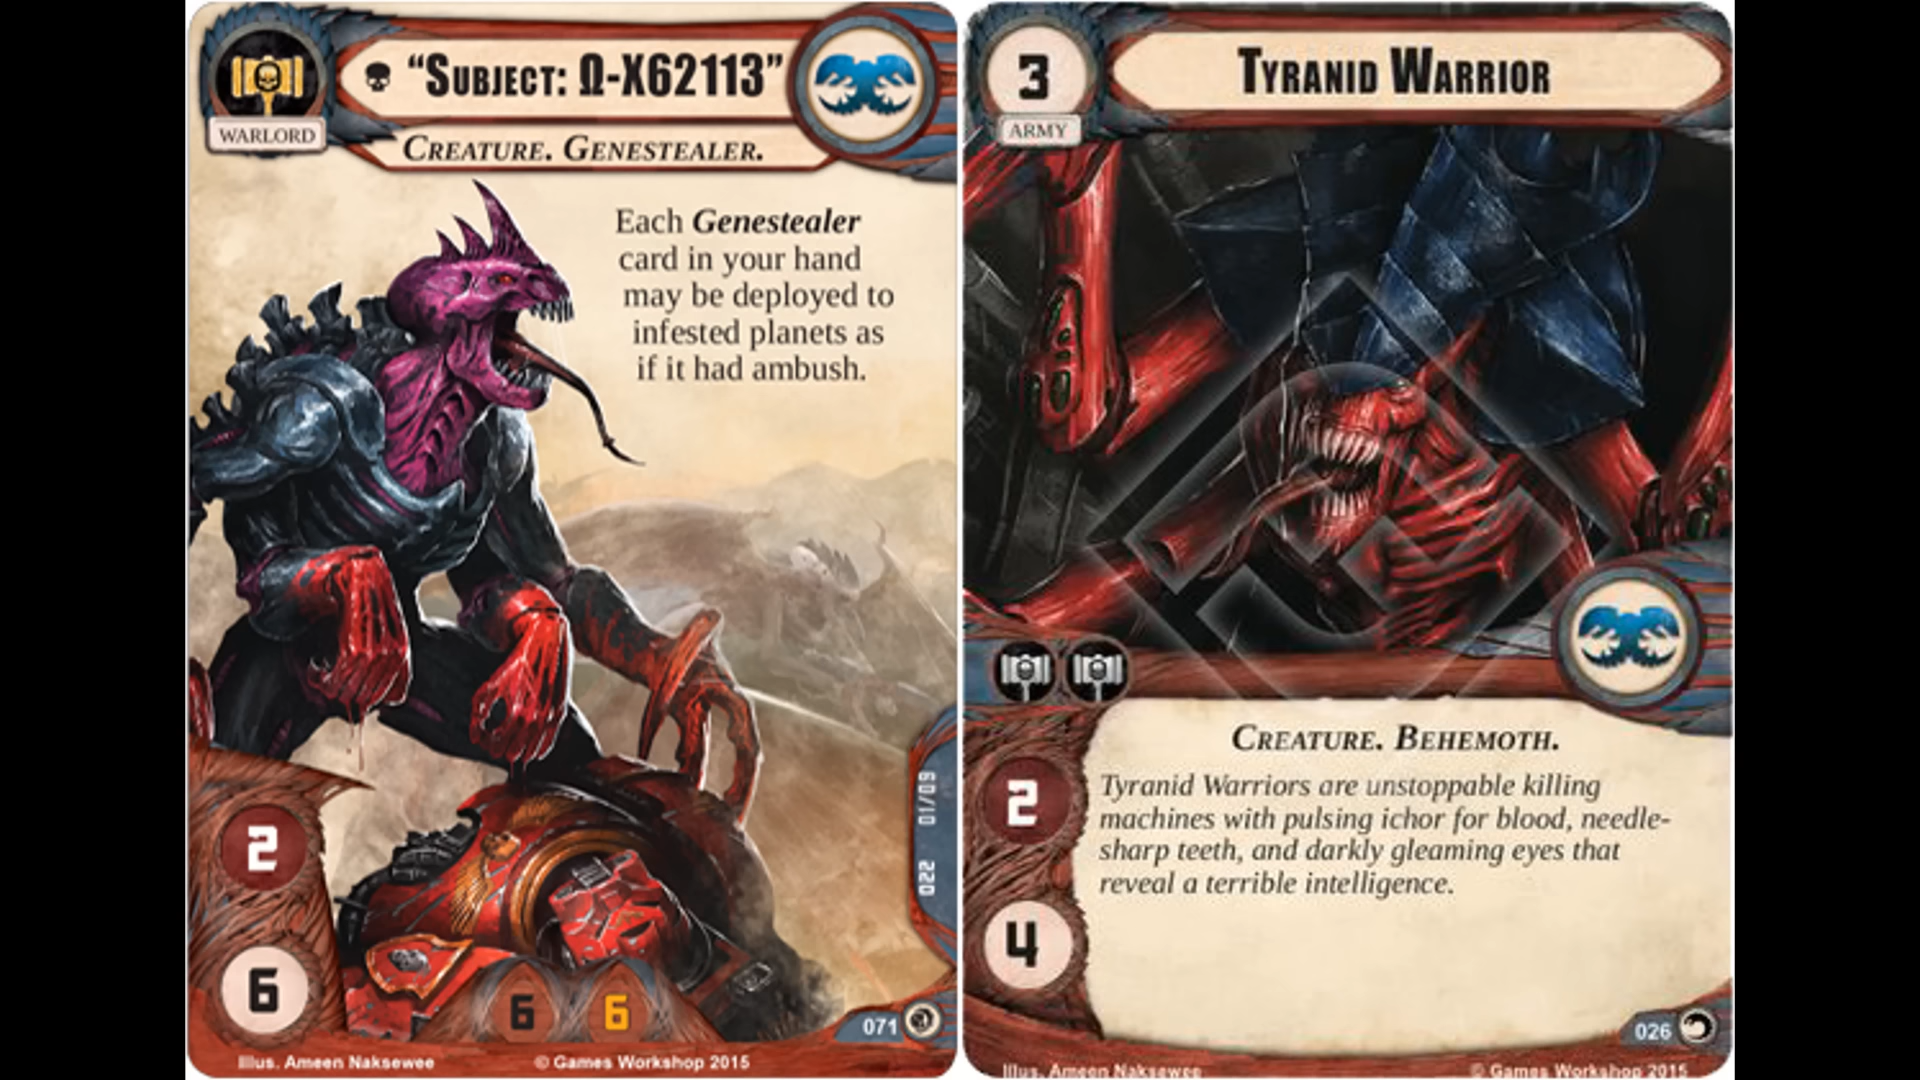 WARLORD
“SUBJECT: Ω-X62113”
CREATURE. GENESTEALER.
Each Genestealer
card in your hand
may be deployed to
infested planets as
if it had ambush.
2
6
6 6
022 01/09
071
Illus. Ameen Naksewee © Games Workshop 2015
3
ARMY
TYRANID WARRIOR
CREATURE. BEHEMOTH.
2
Tyranid Warriors are unstoppable killing
machines with pulsing ichor for blood, needle-
sharp teeth, and darkly gleaming eyes that
reveal a terrible intelligence.
4
026
Illus. Ameen Naksewee © Games Workshop 2015